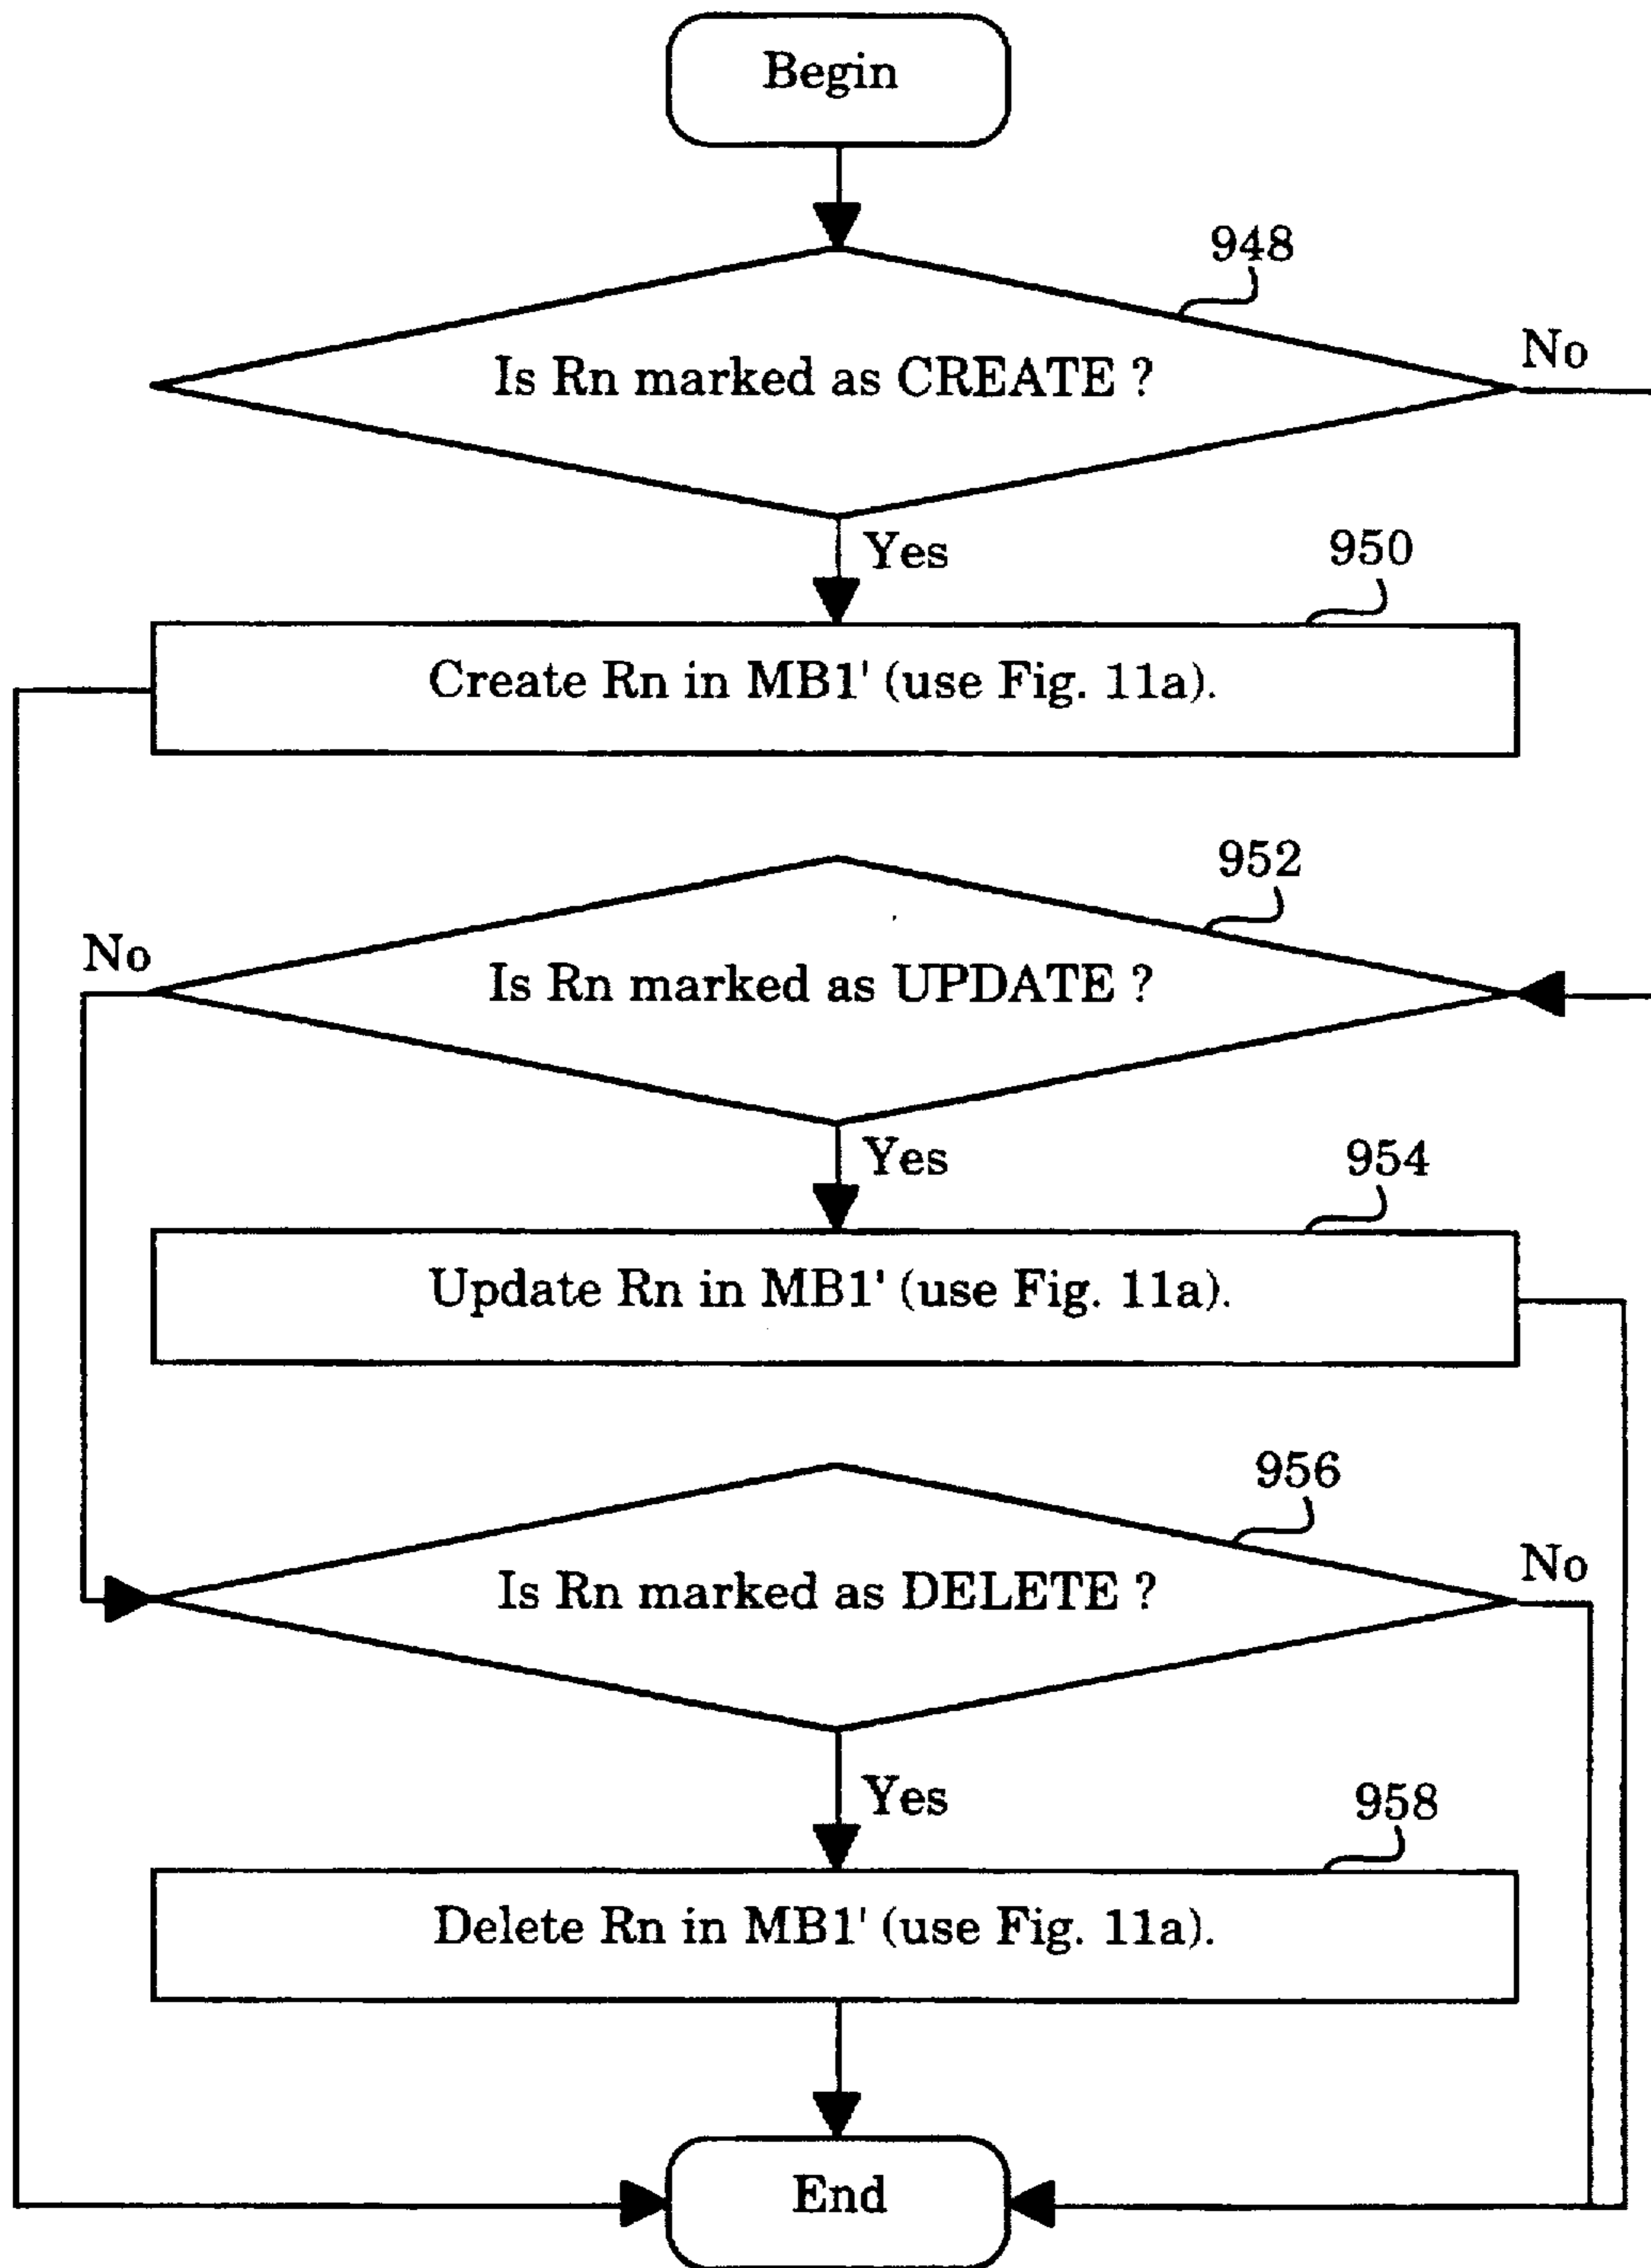 Begin
948
Is Rn marked as CREATE ?
No
Yes
950
Create Rn in MB1' (use Fig. 11a).
952
No
Is Rn marked as UPDATE ?
Yes
954
Update Rn in MB1' (use Fig. 11a).
956
Is Rn marked as DELETE ?
No
Yes
958
Delete Rn in MB1' (use Fig. 11a).
End